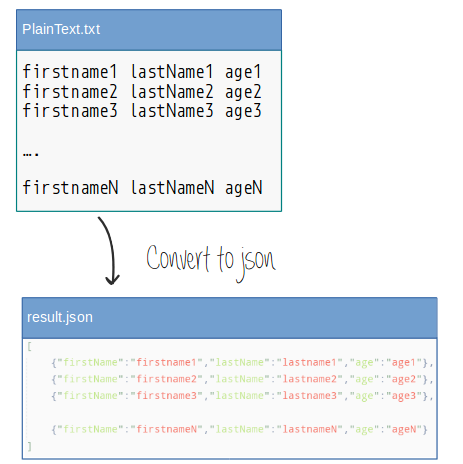 PlainText.txt
firstname1 lastName1 age1
firstname2 lastName2 age2
firstname3 lastName3 age3
….
firstnameN lastNameN ageN
Convert to json
result.json
[
{"firstName":"firstname1","lastName":"lastname1","age":"age1"},
{"firstName":"firstname2","lastName":"lastname2","age":"age2"},
{"firstName":"firstname3","lastName":"lastname3","age":"age3"},
{"firstName":"firstnameN","lastName":"lastnameN","age":"ageN"}
]